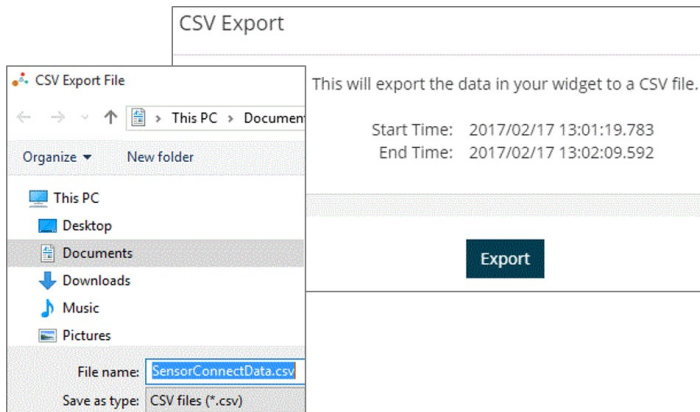 CSV Export
This will export the data in your widget to a CSV file.
Start Time: 2017/02/17 13:01:19.783
End Time: 2017/02/17 13:02:09.592
Export
CSV Export File
This PC > Documen
Organize
New folder
This PC
Desktop
Documents
Downloads
Music
Pictures
File name: SensorConnectData.csv
Save as type: CSV files (*.csv)